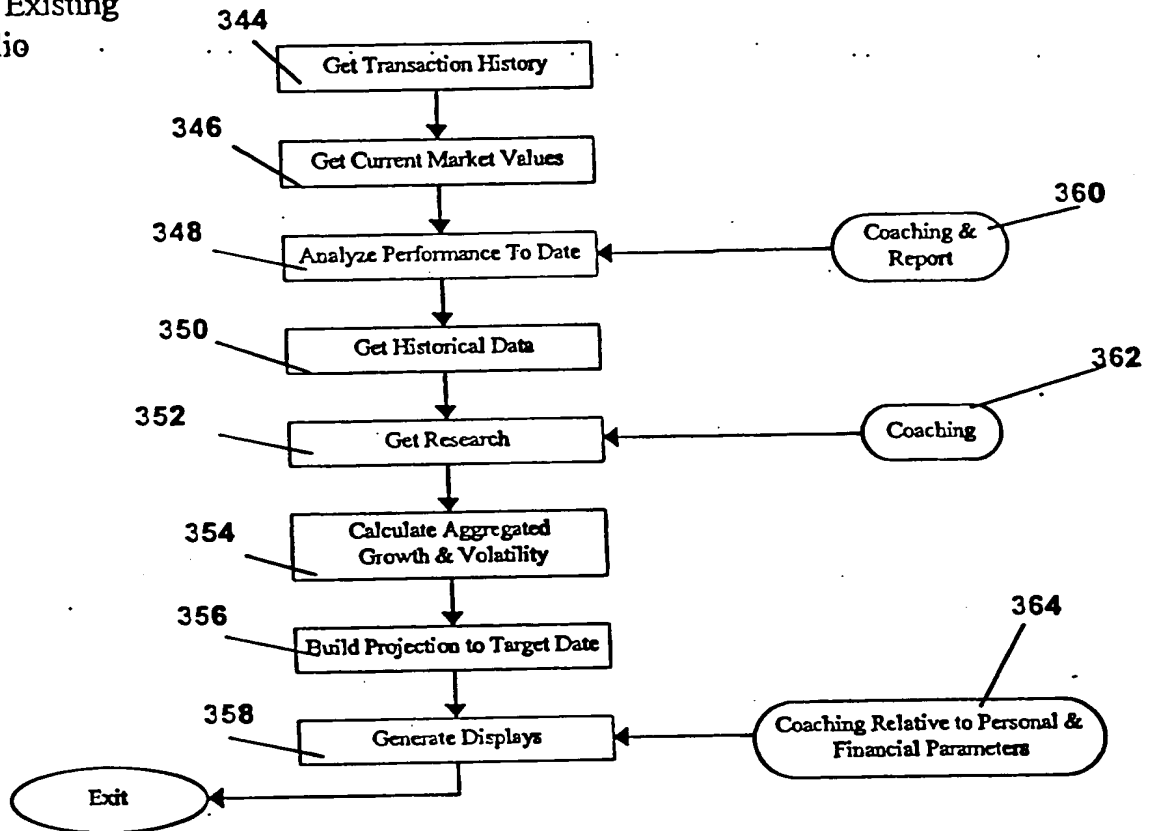 Existing
344
Get Transaction History
346
Get Current Market Values
360
348
Analyze Performance To Date
Coaching &
Report
350
Get Historical Data
362
352
Get Research
Coaching
354
Calculate Aggregated
Growth & Volatility
356
364
Build Projection to Target Date
358
Generate Displays
Coaching Relative to Personal &
Financial Parameters
Exit